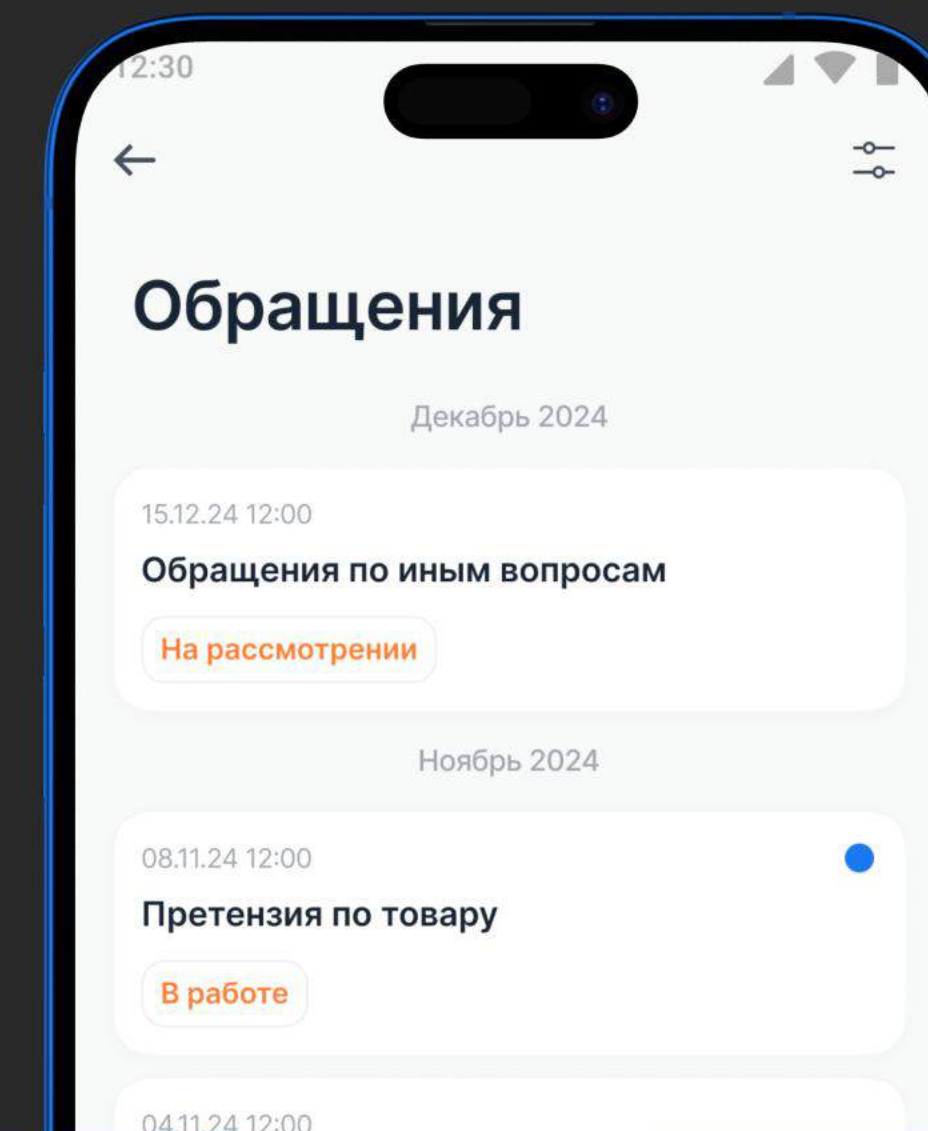 12:30
Обращения
Декабрь 2024
15.12.24 12:00
Обращения по иным вопросам
На рассмотрении
Ноябрь 2024
08.11.24 12:00
Претензия по товару
В работе
04.11.24 12:00